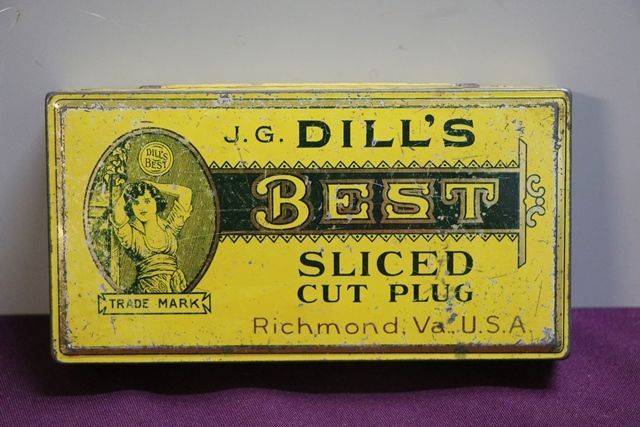 J.G. DILL'S
BEST
SLICED
CUT PLUG
Richmond, Va., U.S.A.
DILL'S
BEST
TRADE MARK